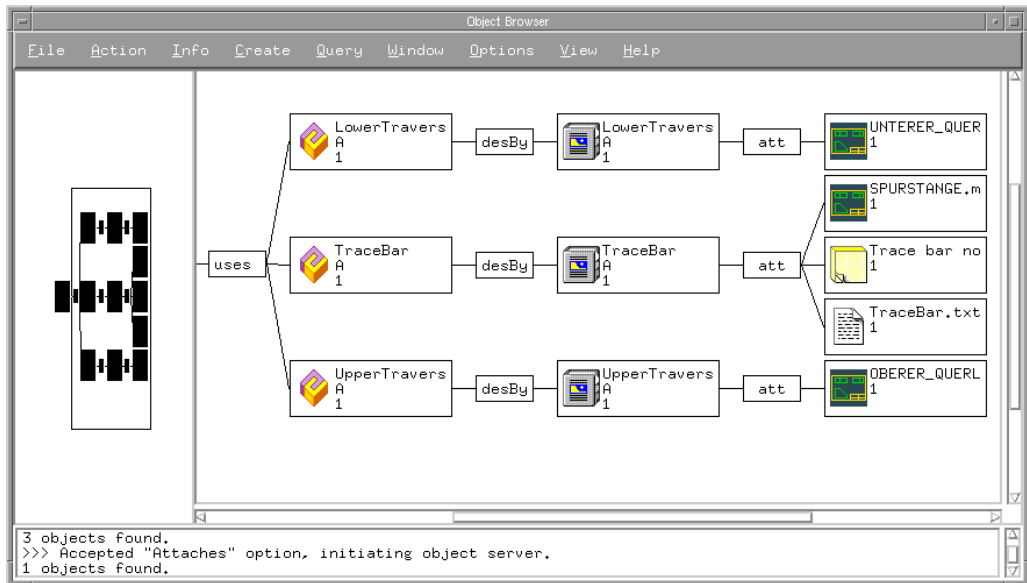 Object Browser
File Action Info Create Query Window Options View Help
LowerTravers
A
1
desBy
LowerTravers
A
1
att
UNTERER_QUER
1
SPURSTANGE.m
1
uses
TraceBar
A
1
desBy
TraceBar
A
1
att
Trace bar no
1
TraceBar.txt
1
UpperTravers
A
1
desBy
UpperTravers
A
1
att
OBERER_QUERL
1
3 objects found.
>>> Accepted "Attaches" option, initiating object server.
1 objects found.